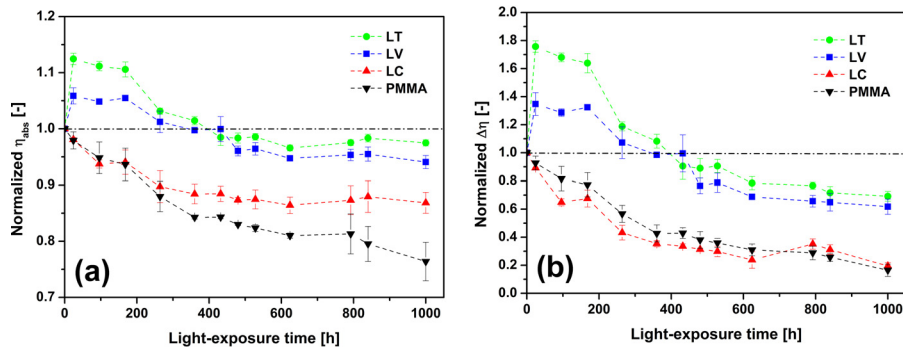 1.2
1.1
1.0
0.9
0.8
0.7
Normalized ηabs [-]
0 200 400 600 800 1000
Light-exposure time [h]
LT
LV
LC
PMMA
(a)
2.0
1.8
1.6
1.4
1.2
1.0
0.8
0.6
0.4
0.2
0.0
Normalized Δη [-]
0 200 400 600 800 1000
Light-exposure time [h]
LT
LV
LC
PMMA
(b)